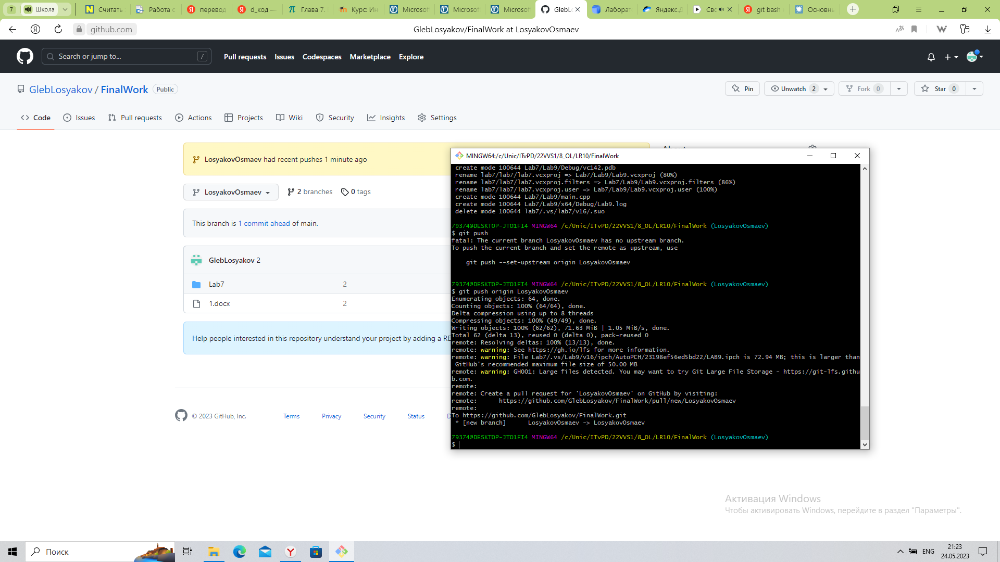 7
Школа
Считать
Работа с
перевод
d_код —
Глава 7.
Курс: Ин
Microsof
Microsof
Microsof
GlebLo
Лаборат
Яндекс.Д
Сво
git bash
Основны
github.com
GlebLosyakov/FinalWork at LosyakovOsmaev
Search or jump to...
/
Pull requests
Issues
Codespaces
Marketplace
Explore
GlebLosyakov / FinalWork
Public
Pin
Unwatch 2
Fork 0
Star 0
Code
Issues
Pull requests
Actions
Projects
Wiki
Security
Insights
Settings
LosyakovOsmaev had recent pushes 1 minute ago
About
LosyakovOsmaev
2 branches
0 tags
This branch is 1 commit ahead of main.
GlebLosyakov 2
Lab7
2
1.docx
2
Help people interested in this repository understand your project by adding a RE
© 2023 GitHub, Inc.
Terms
Privacy
Security
Status
D
MINGW64:/c/Unic/ITvPD/22VVS1/8_OL/LR10/FinalWork
create mode 100644 Lab7/Lab9/Debug/vc142.pdb
rename lab7/lab7/lab7.vcxproj => Lab7/Lab9/Lab9.vcxproj (80%)
rename lab7/lab7/lab7.vcxproj.filters => Lab7/Lab9/Lab9.vcxproj.filters (86%)
rename lab7/lab7/lab7.vcxproj.user => Lab7/Lab9/Lab9.vcxproj.user (100%)
create mode 100644 Lab7/Lab9/main.cpp
create mode 100644 Lab7/Lab9/x64/Debug/Lab9.log
delete mode 100644 lab7/.vs/lab7/v16/.suo
79374@DESKTOP-JTO1FI4 MINGW64 /c/Unic/ITvPD/22VVS1/8_OL/LR10/FinalWork (LosyakovOsmaev)
$ git push
fatal: The current branch LosyakovOsmaev has no upstream branch.
To push the current branch and set the remote as upstream, use
git push --set-upstream origin LosyakovOsmaev
79374@DESKTOP-JTO1FI4 MINGW64 /c/Unic/ITvPD/22VVS1/8_OL/LR10/FinalWork (LosyakovOsmaev)
$ git push origin LosyakovOsmaev
Enumerating objects: 64, done.
Counting objects: 100% (64/64), done.
Delta compression using up to 8 threads
Compressing objects: 100% (49/49), done.
Writing objects: 100% (62/62), 71.63 MiB | 1.05 MiB/s, done.
Total 62 (delta 13), reused 0 (delta 0), pack-reused 0
remote: Resolving deltas: 100% (13/13), done.
remote: warning: See https://gh.io/lfs for more information.
remote: warning: File Lab7/.vs/Lab9/v16/ipch/AutoPCH/23198ef56ed5bd22/LAB9.ipch is 72.94 MB; this is larger than
GitHub's recommended maximum file size of 50.00 MB
remote: warning: GH001: Large files detected. You may want to try Git Large File Storage - https://git-lfs.githu
b.com.
remote:
remote: Create a pull request for 'LosyakovOsmaev' on GitHub by visiting:
remote: https://github.com/GlebLosyakov/FinalWork/pull/new/LosyakovOsmaev
remote:
To https://github.com/GlebLosyakov/FinalWork.git
* [new branch] LosyakovOsmaev -> LosyakovOsmaev
79374@DESKTOP-JTO1FI4 MINGW64 /c/Unic/ITvPD/22VVS1/8_OL/LR10/FinalWork (LosyakovOsmaev)
$
Активация Windows
Чтобы активировать Windows, перейдите в раздел "Параметры".
Поиск
ENG
21:23
24.05.2023